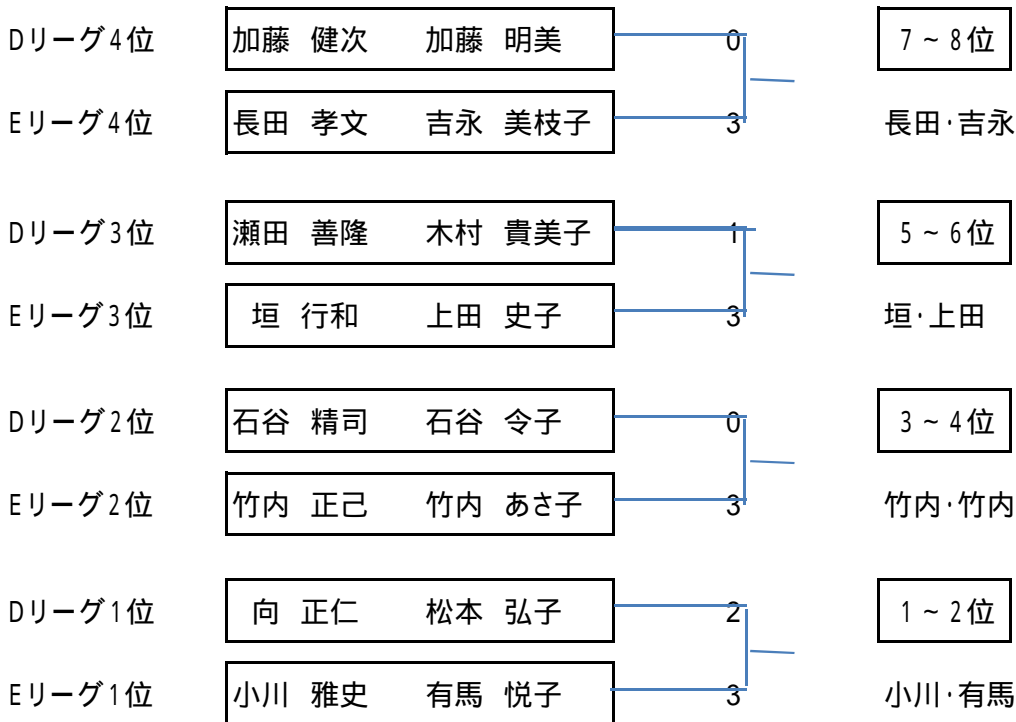 Dリーグ4位 加藤 健次 加藤 明美 0 7~8位
Eリーグ4位 長田 孝文 吉永 美枝子 3 長田・吉永
Dリーグ3位 瀬田 善隆 木村 貴美子 1 5~6位
Eリーグ3位 垣 行和 上田 史子 3 垣・上田
Dリーグ2位 石谷 精司 石谷 令子 0 3~4位
Eリーグ2位 竹内 正己 竹内 あさ子 3 竹内・竹内
Dリーグ1位 向 正仁 松本 弘子 2 1~2位
Eリーグ1位 小川 雅史 有馬 悦子 3 小川・有馬